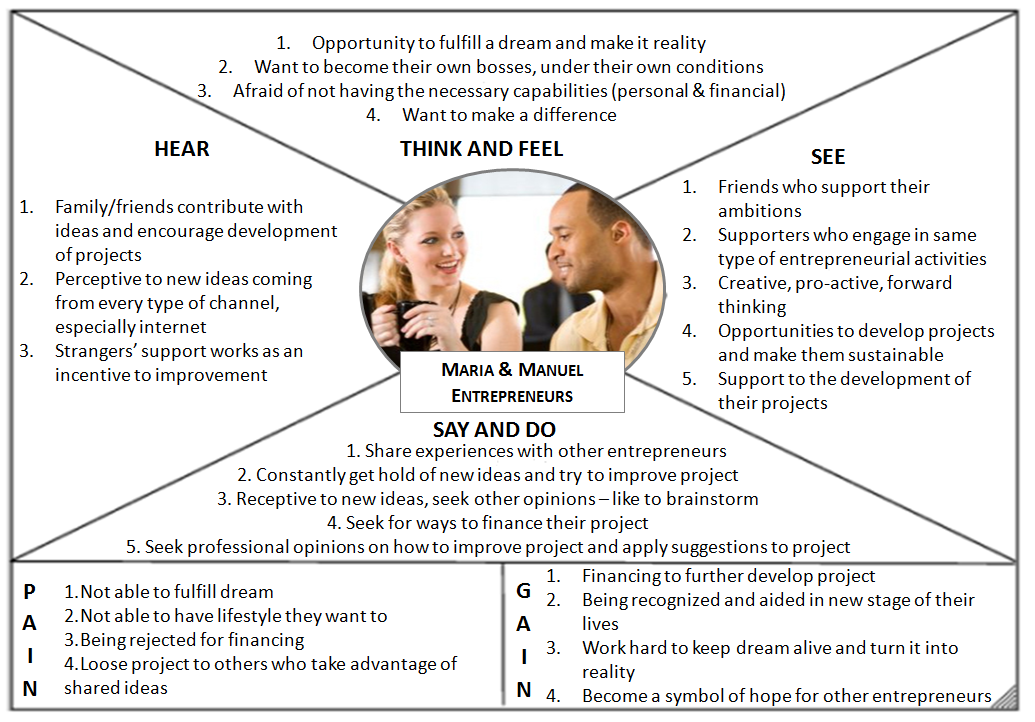 1. Opportunity to fulfill a dream and make it reality
2. Want to become their own bosses, under their own conditions
3. Afraid of not having the necessary capabilities (personal & financial)
4. Want to make a difference
THINK AND FEEL
HEAR
1. Family/friends contribute with
ideas and encourage development
of projects
2. Perceptive to new ideas coming
from every type of channel,
especially internet
3. Strangers’ support works as an
incentive to improvement
SEE
1. Friends who support their
ambitions
2. Supporters who engage in same
type of entrepreneurial activities
3. Creative, pro-active, forward
thinking
4. Opportunities to develop projects
and make them sustainable
5. Support to the development of
their projects
MARIA & MANUEL
ENTREPRENEURS
SAY AND DO
1. Share experiences with other entrepreneurs
2. Constantly get hold of new ideas and try to improve project
3. Receptive to new ideas, seek other opinions – like to brainstorm
4. Seek for ways to finance their project
5. Seek professional opinions on how to improve project and apply suggestions to project
PAIN
1.Not able to fulfill dream
2.Not able to have lifestyle they want to
3.Being rejected for financing
4.Loose project to others who take advantage of
shared ideas
GAIN
1. Financing to further develop project
2. Being recognized and aided in new stage of their
lives
3. Work hard to keep dream alive and turn it into
reality
4. Become a symbol of hope for other entrepreneurs